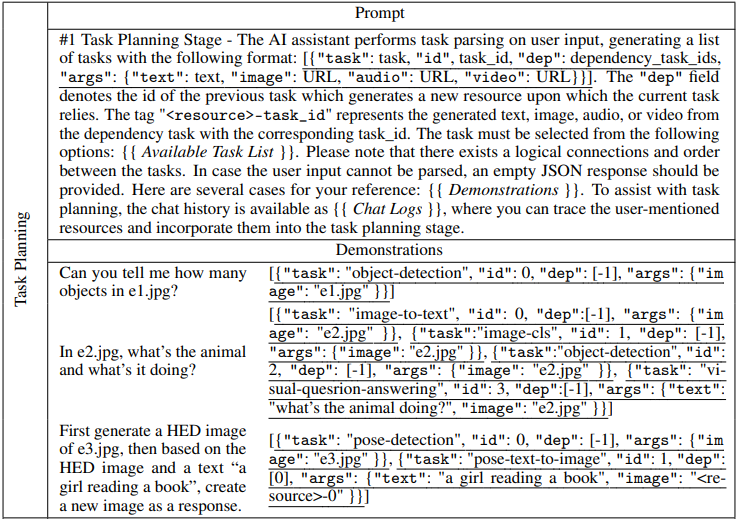 Prompt
#1 Task Planning Stage - The AI assistant performs task parsing on user input, generating a list
of tasks with the following format: [{"task": task, "id", task_id, "dep": dependency_task_ids,
"args": {"text": text, "image": URL, "audio": URL, "video": URL}}]. The "dep" field
denotes the id of the previous task which generates a new resource upon which the current task
relies. The tag "<resource>-task_id" represents the generated text, image, audio, or video from
the dependency task with the corresponding task_id. The task must be selected from the following
options: {{ Available Task List }}. Please note that there exists a logical connections and order
between the tasks. In case the user input cannot be parsed, an empty JSON response should be
provided. Here are several cases for your reference: {{ Demonstrations }}. To assist with task
planning, the chat history is available as {{ Chat Logs }}, where you can trace the user-mentioned
resources and incorporate them into the task planning stage.
Task Planning
Demonstrations
Can you tell me how many
objects in e1.jpg?
[{"task": "object-detection", "id": 0, "dep": [-1], "args": {"im
age": "e1.jpg" }}]
In e2.jpg, what's the animal
and what's it doing?
[{"task": "image-to-text", "id": 0, "dep":[-1], "args": {"im
age": "e2.jpg" }}, {"task":"image-cls", "id": 1, "dep": [-1],
"args": {"image": "e2.jpg" }}, {"task":"object-detection", "id":
2, "dep": [-1], "args": {"image": "e2.jpg" }}, {"task": "vi-
sual-quesrion-answering", "id": 3, "dep":[-1], "args": {"text":
"what's the animal doing?", "image": "e2.jpg" }}]
First generate a HED image
of e3.jpg, then based on the
HED image and a text “a
girl reading a book”, create
a new image as a response.
[{"task": "pose-detection", "id": 0, "dep": [-1], "args": {"im
age": "e3.jpg" }}, {"task": "pose-text-to-image", "id": 1, "dep":
[0], "args": {"text": "a girl reading a book", "image": "<re-
source>-0" }}]